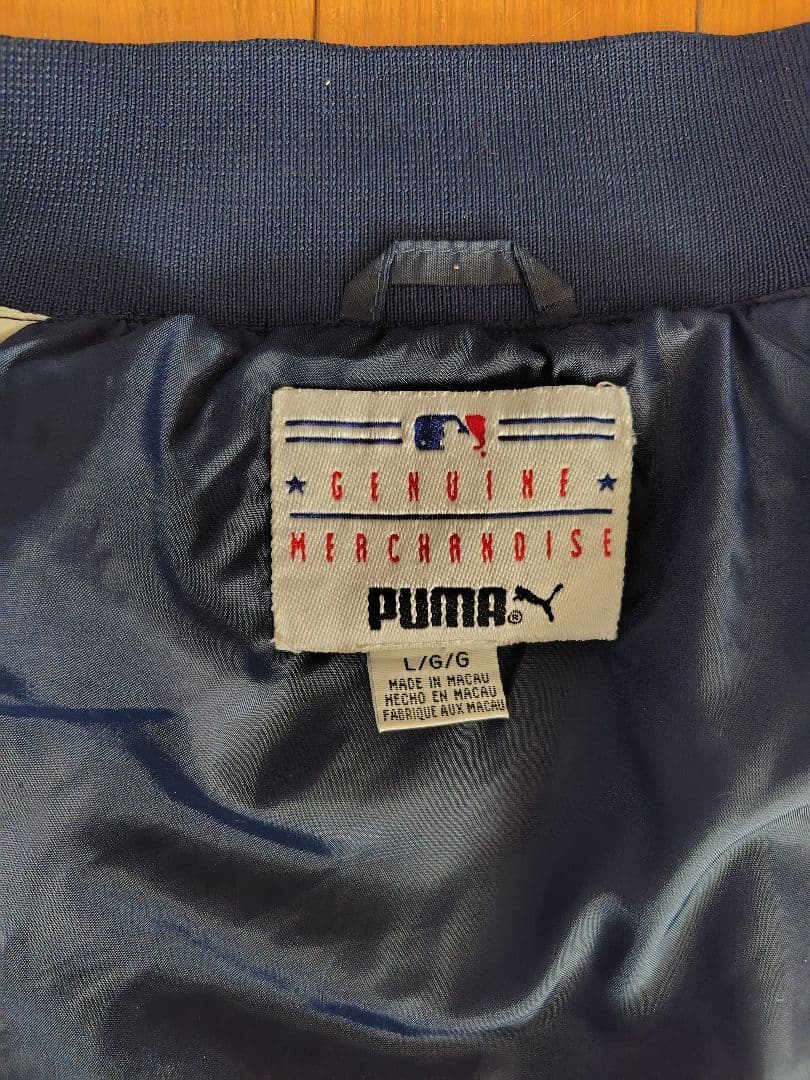 GENUINE
MERCHANDISE
PUMA®
L/G/G
MADE IN MACAU
HECHO EN MACAU
FABRIQUE AUX MACAU